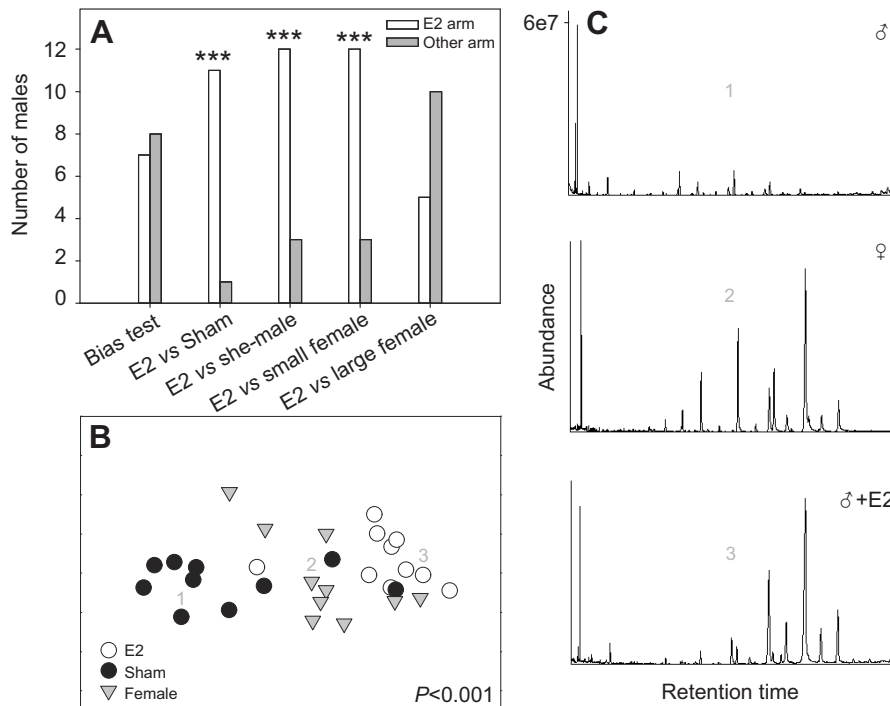 A
E2 arm
Other arm
***
***
***
Number of males
12
10
8
6
4
2
0
Bias test
E2 vs Sham
E2 vs she-male
E2 vs small female
E2 vs large female
B
1
2
3
E2
Sham
Female
P<0.001
C
6e7
♂
1
♀
2
Abundance
♂+E2
3
Retention time